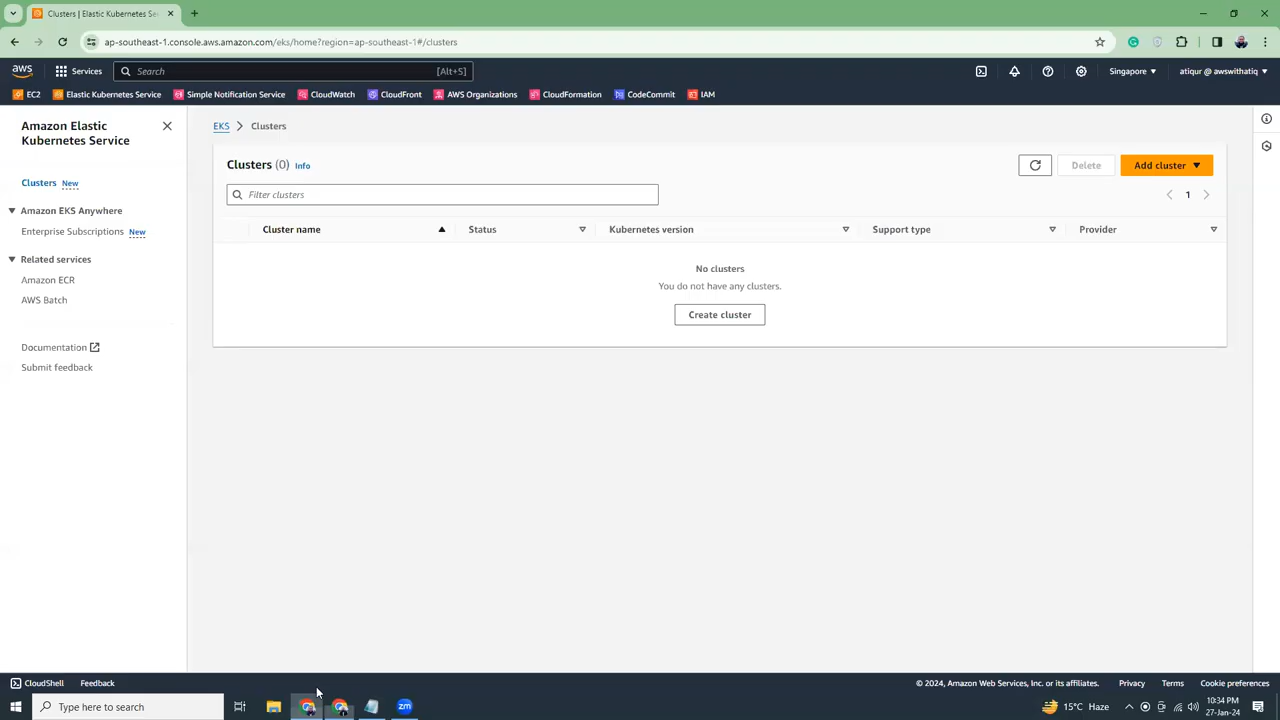 Clusters | Elastic Kubernetes Ser
ap-southeast-1.console.aws.amazon.com/eks/home?region=ap-southeast-1#/clusters
aws Services Search [Alt+S] Singapore atiqur @ awswithatiq
EC2 Elastic Kubernetes Service Simple Notification Service CloudWatch CloudFront AWS Organizations CloudFormation CodeCommit IAM
Amazon Elastic
Kubernetes Service
Clusters New
Amazon EKS Anywhere
Enterprise Subscriptions New
Related services
Amazon ECR
AWS Batch
Documentation
Submit feedback
EKS Clusters
Clusters (0) Info
Delete Add cluster
Filter clusters
1
Cluster name Status Kubernetes version Support type Provider
No clusters
You do not have any clusters.
Create cluster
CloudShell Feedback © 2024, Amazon Web Services, Inc. or its affiliates. Privacy Terms Cookie preferences
Type here to search zm 15°C Haze 10:34 PM
27-Jan-24